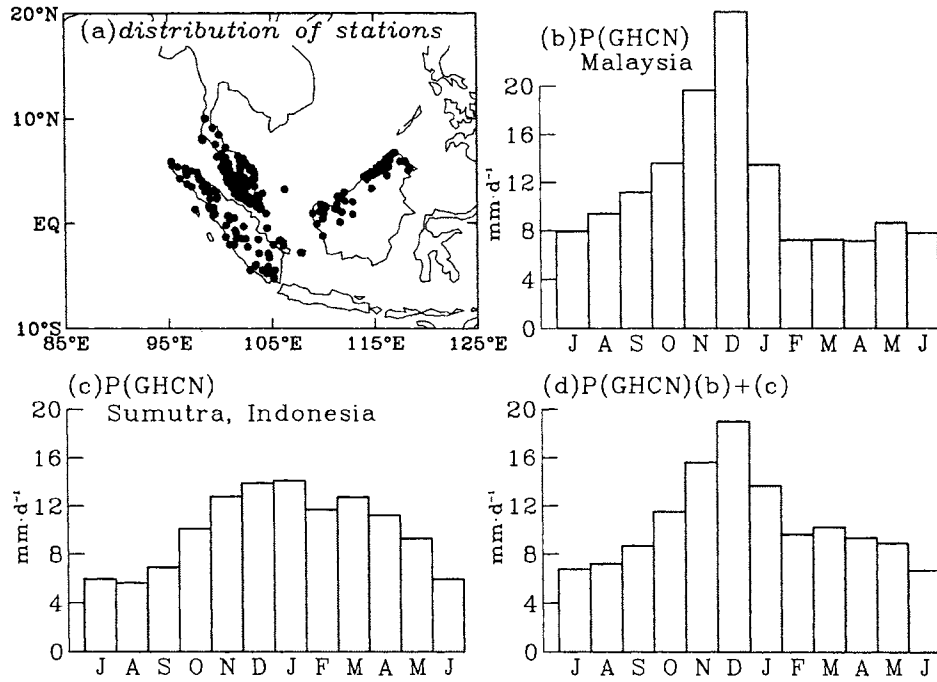 (a)distribution of stations
20°N
10°N
EQ
10°S
85°E 95°E 105°E 115°E 125°E
(b)P(GHCN)
Malaysia
mm·d⁻¹
20
16
12
8
4
0
J A S O N D J F M A M J
(c)P(GHCN)
Sumutra, Indonesia
mm·d⁻¹
20
16
12
8
4
0
J A S O N D J F M A M J
(d)P(GHCN)(b)+(c)
mm·d⁻¹
20
16
12
8
4
0
J A S O N D J F M A M J